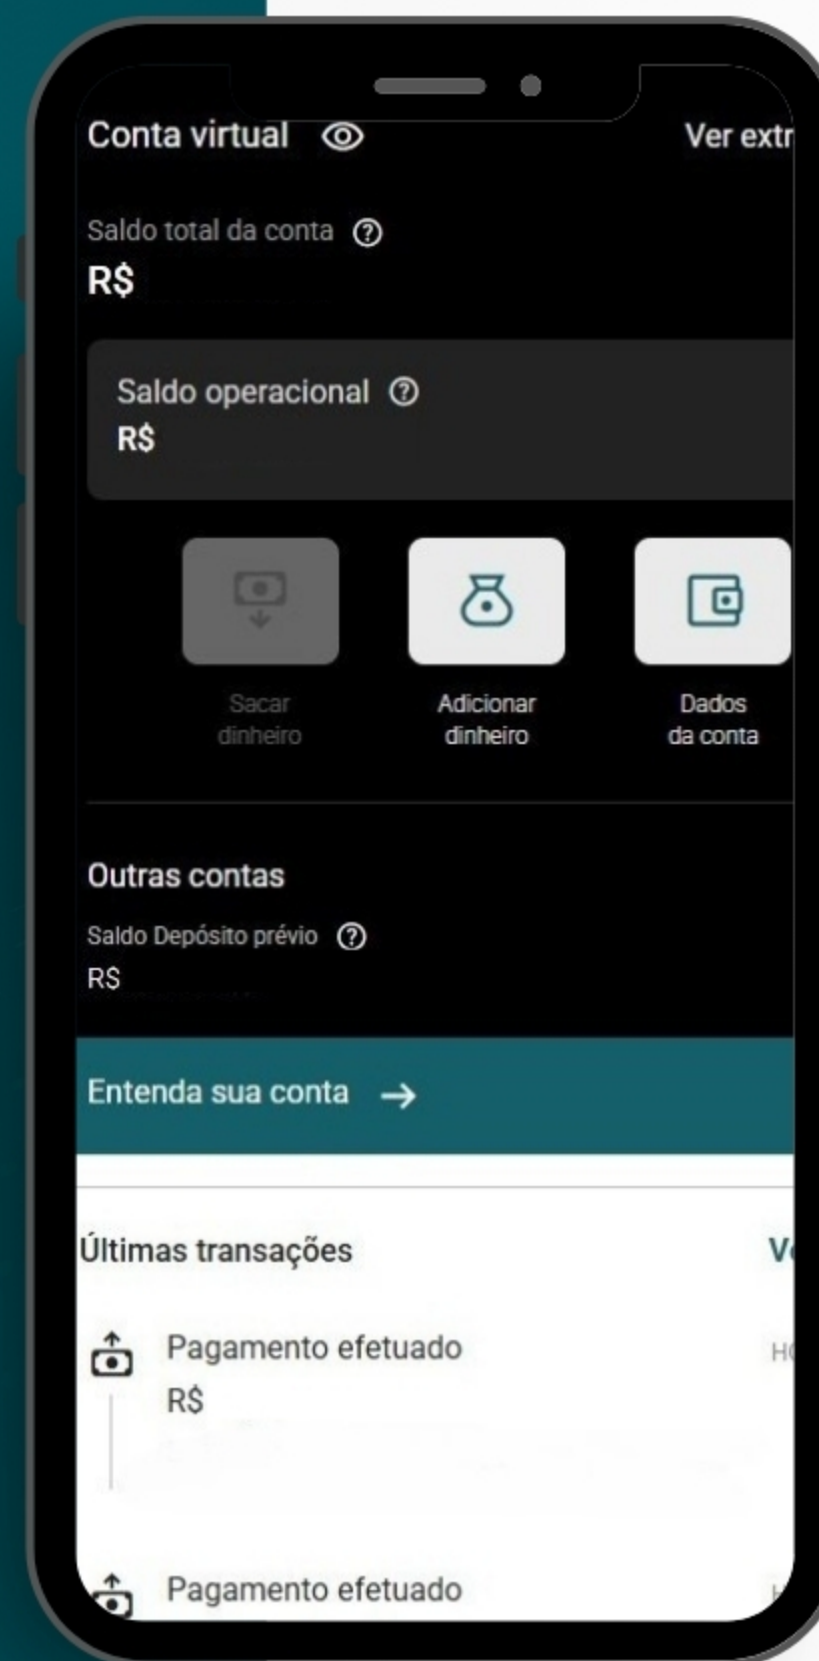 Conta virtual Ver extr
Saldo total da conta ?
R$
Saldo operacional ?
R$
Sacar
dinheiro
Adicionar
dinheiro
Dados
da conta
Outras contas
Saldo Depósito prévio ?
R$
Entenda sua conta →
Últimas transações
Pagamento efetuado
R$
Pagamento efetuado